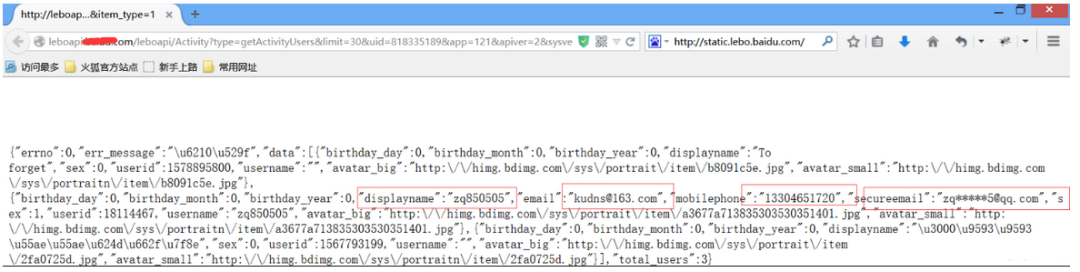 http://leboap...&item_type=1
leboapi com/leboapi/Activity?type=getActivityUsers&limit=30&uid=818335189&app=121&apiver=2&sysve
http://static.lebo.baidu.com/
访问最多 火狐官方站点 新手上路 常用网址
{"errno":0,"err_message":"\u6210\u529f","data":[{"birthday_day":0,"birthday_month":0,"birthday_year":0,"displayname":"To
forget","sex":0,"userid":1578895800,"username":"","avatar_big":"http:\/\/himg.bdimg.com\/sys\/portrait\/item\/b8091c5e.jpg","avatar_small":"http:\/\/himg.bdimg.com
\/sys\/portraitn\/item\/b8091c5e.jpg"},
{"birthday_day":0,"birthday_month":0,"birthday_year":0,"displayname":"zq850505","email":"kudns@163.com","mobilephone":"13304651720","secureemail":"zq*****5@qq.com","s
ex":1,"userid":18114467,"username":"zq850505","avatar_big":"http:\/\/himg.bdimg.com\/sys\/portrait\/item\/a3677a713835303530351401.jpg","avatar_small":"http:
\/\/himg.bdimg.com\/sys\/portraitn\/item\/a3677a713835303530351401.jpg"},{"birthday_day":0,"birthday_month":0,"birthday_year":0,"displayname":"\u3000\u9593\u9593
\u55ae\u55ae\u624d\u662f\u7f8e","sex":0,"userid":1567793199,"username":"","avatar_big":"http:\/\/himg.bdimg.com\/sys\/portrait\/item
\/2fa0725d.jpg","avatar_small":"http:\/\/himg.bdimg.com\/sys\/portraitn\/item\/2fa0725d.jpg"}],"total_users":3}